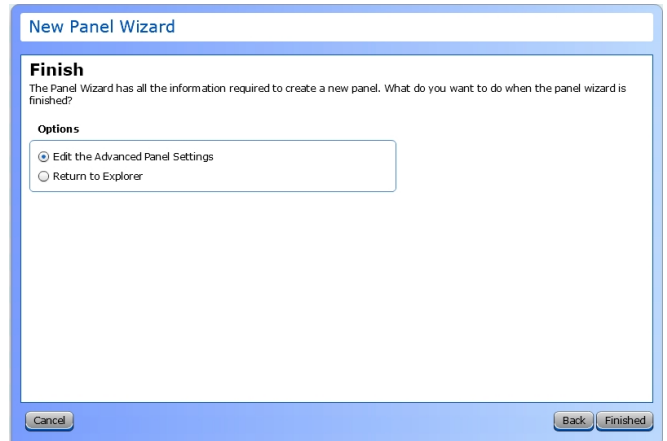 New Panel Wizard
Finish
The Panel Wizard has all the information required to create a new panel. What do you want to do when the panel wizard is
finished?
Options
Edit the Advanced Panel Settings
Return to Explorer
Cancel
Back
Finished